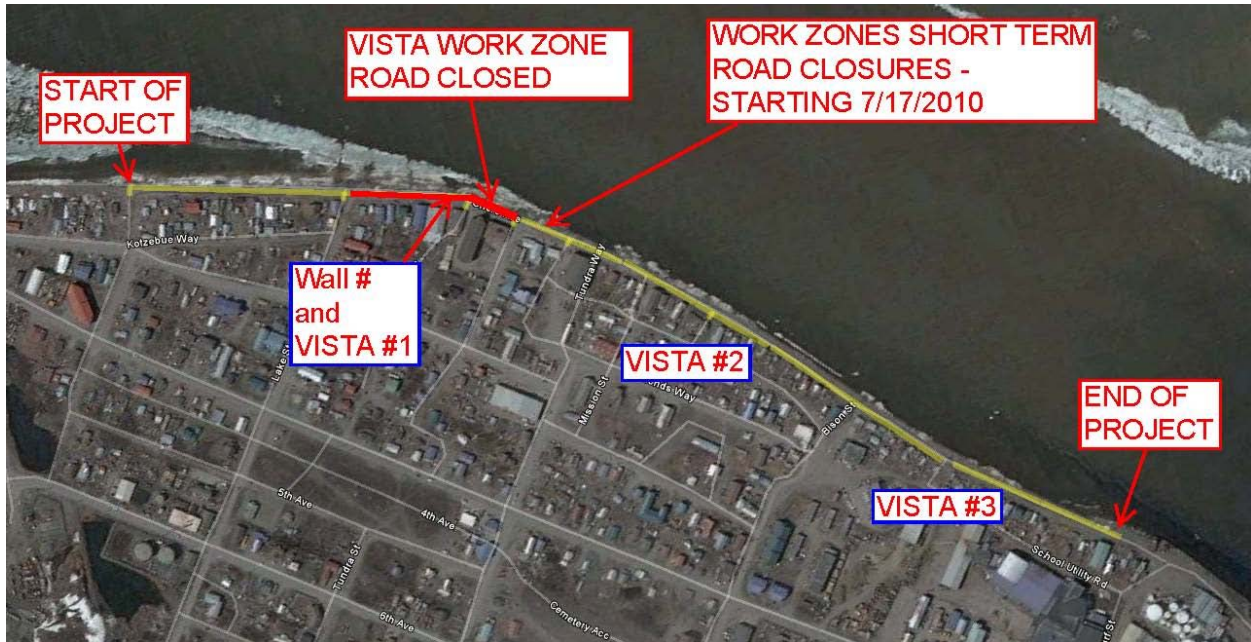 START OF
PROJECT
VISTA WORK ZONE
ROAD CLOSED
WORK ZONES SHORT TERM
ROAD CLOSURES -
STARTING 7/17/2010
Kotzebue Way
Wall #
and
VISTA #1
Tundra Way
Lake St
VISTA #2
Mission St
Bison St
END OF
PROJECT
VISTA #3
5th Ave
4th Ave
Tundra St
6th Ave
Cemetery Acc
School Utility Rd